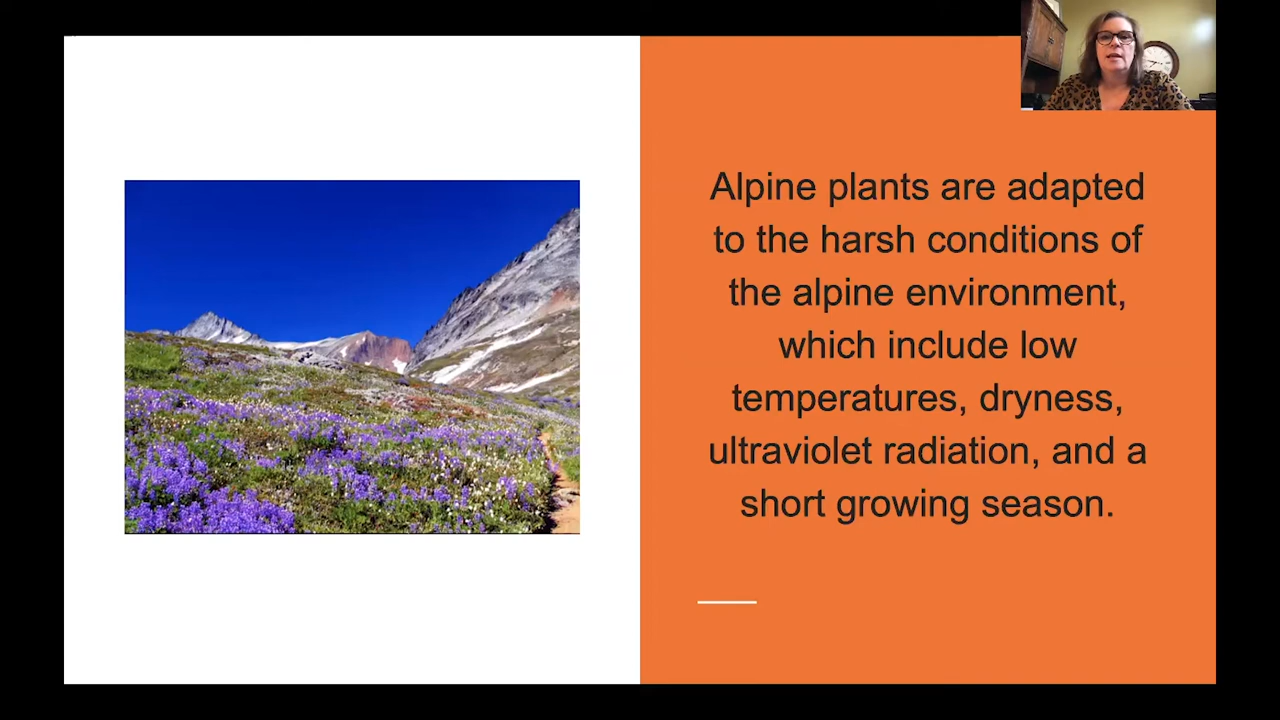 Alpine plants are adapted
to the harsh conditions of
the alpine environment,
which include low
temperatures, dryness,
ultraviolet radiation, and a
short growing season.